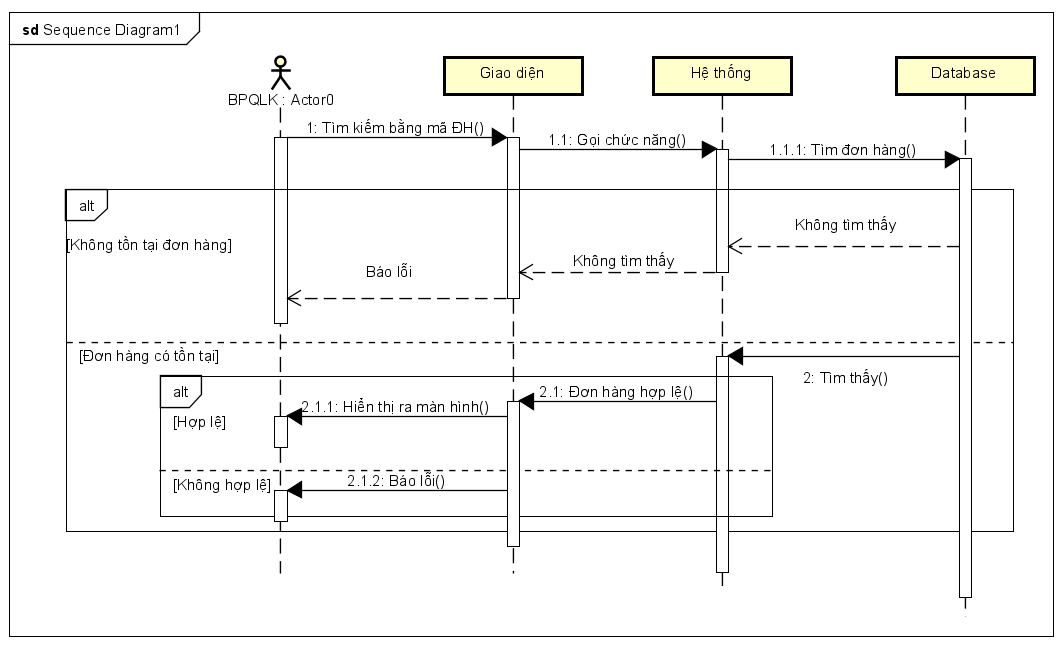 sd Sequence Diagram1
BPQLK : Actor0
Giao diện
Hệ thống
Database
1: Tìm kiếm bằng mã ĐH()
1.1: Gọi chức năng()
1.1.1: Tìm đơn hàng()
alt
[Không tồn tại đơn hàng]
Không tìm thấy
Không tìm thấy
Báo lỗi
[Đơn hàng có tồn tại]
2: Tìm thấy()
alt
2.1: Đơn hàng hợp lệ()
2.1.1: Hiển thị ra màn hình()
[Hợp lệ]
[Không hợp lệ]
2.1.2: Báo lỗi()